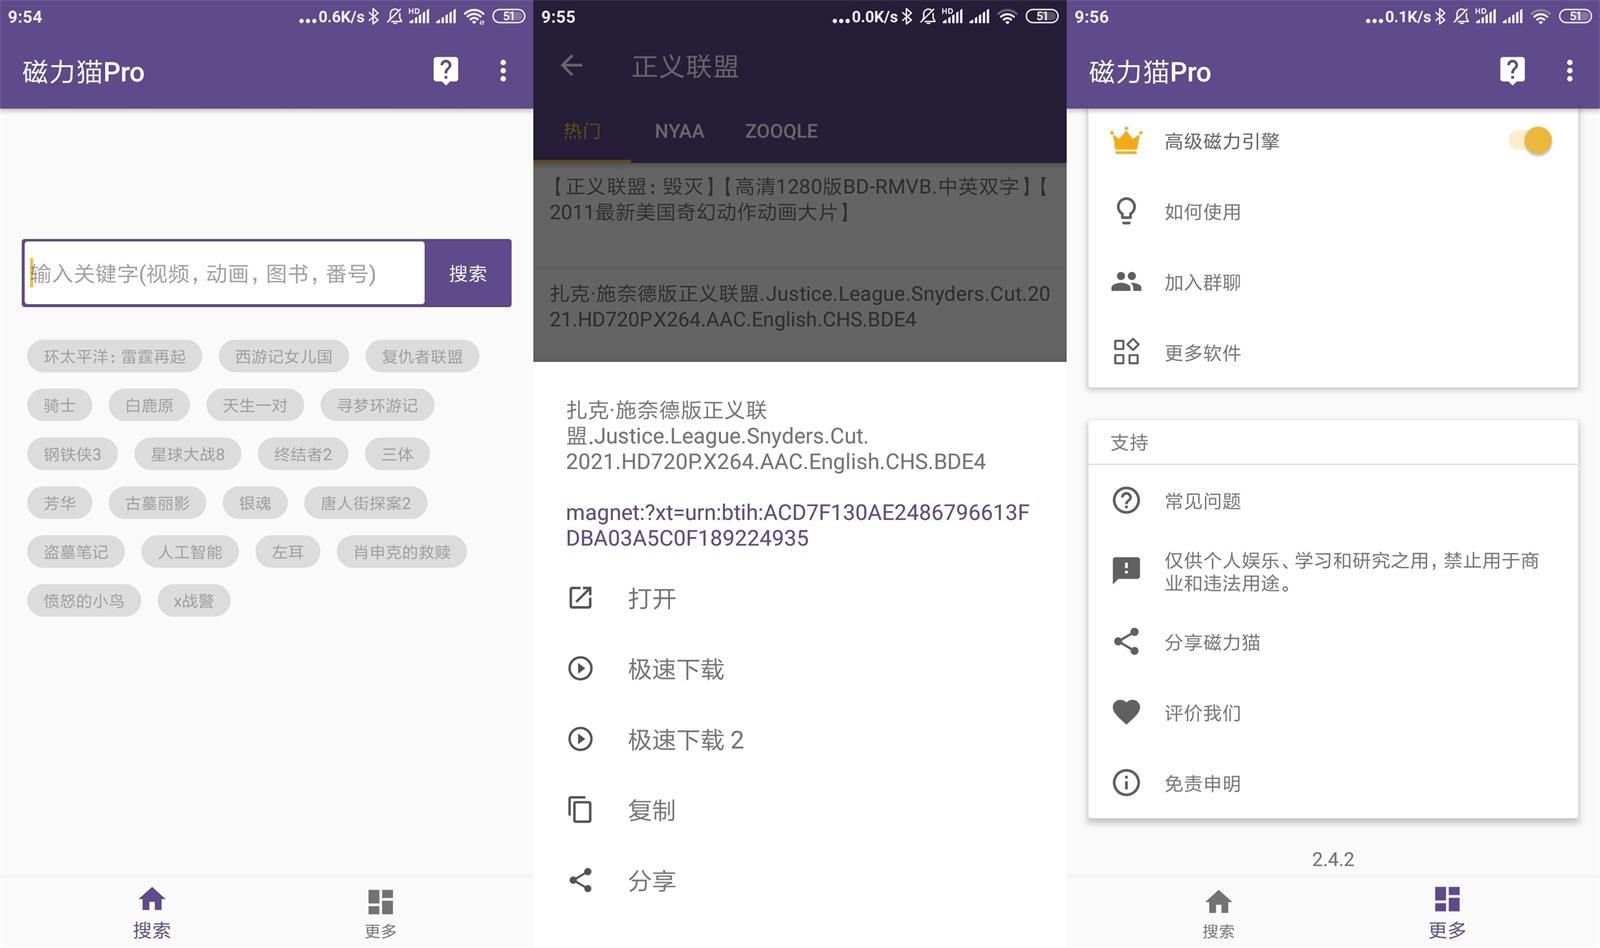 9:54
...0.6K/s
HD
51
磁力猫Pro
输入关键字(视频, 动画, 图书, 番号)
搜索
环太平洋: 雷霆再起
西游记女儿国
复仇者联盟
骑士
白鹿原
天生一对
寻梦环游记
钢铁侠3
星球大战8
终结者2
三体
芳华
古墓丽影
银魂
唐人街探案2
盗墓笔记
人工智能
左耳
肖申克的救赎
愤怒的小鸟
x战警
搜索
更多
9:55
...0.0K/s
HD
51
正义联盟
热门
NYAA
ZOOQLE
【正义联盟: 毁灭】【高清1280版BD-RMVB.中英双字】【
2011最新美国奇幻动作动画大片】
扎克·施奈德版正义联盟.Justice.League.Snyders.Cut.20
21.HD720P.X264.AAC.English.CHS.BDE4
扎克·施奈德版正义联
盟.Justice.League.Snyders.Cut.
2021.HD720P.X264.AAC.English.CHS.BDE4
magnet:?xt=urn:btih:ACD7F130AE2486796613F
DBA03A5C0F189224935
打开
极速下载
极速下载 2
复制
分享
9:56
...0.1K/s
HD
51
磁力猫Pro
高级磁力引擎
如何使用
加入群聊
更多软件
支持
常见问题
仅供个人娱乐、学习和研究之用, 禁止用于商
业和违法用途。
分享磁力猫
评价我们
免责申明
2.4.2
搜索
更多